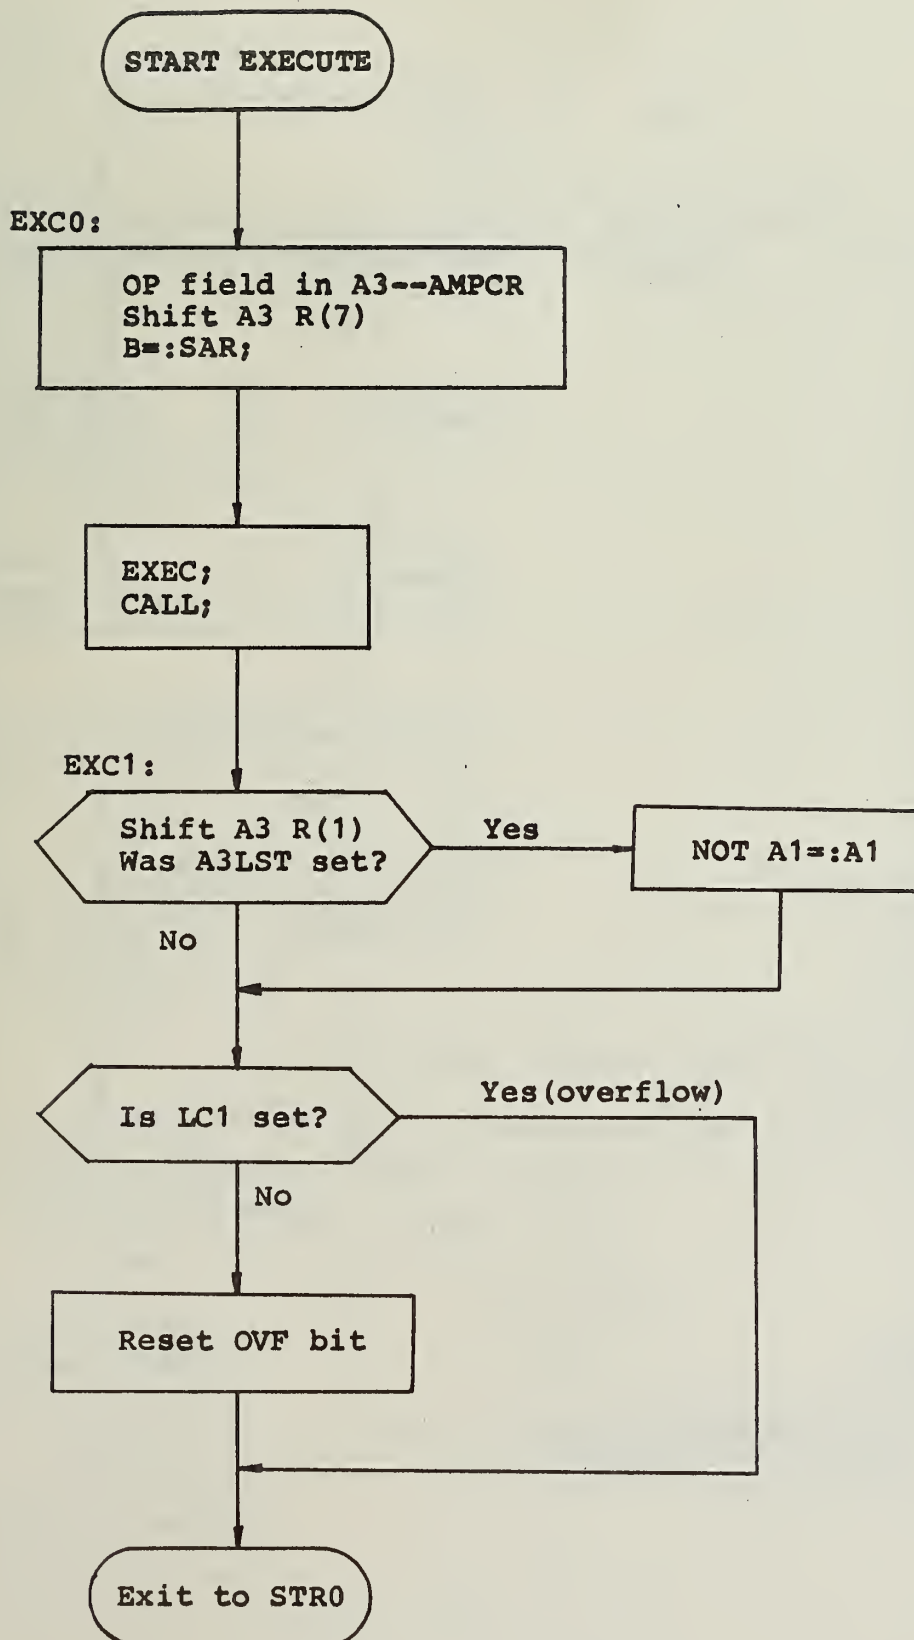 START EXECUTE
EXC0:
OP field in A3--AMPCR
Shift A3 R(7)
B=:SAR;
EXEC;
CALL;
EXC1:
Shift A3 R(1)
Was A3LST set?
Yes
NOT A1=:A1
No
Is LC1 set?
Yes(overflow)
No
Reset OVF bit
Exit to STR0